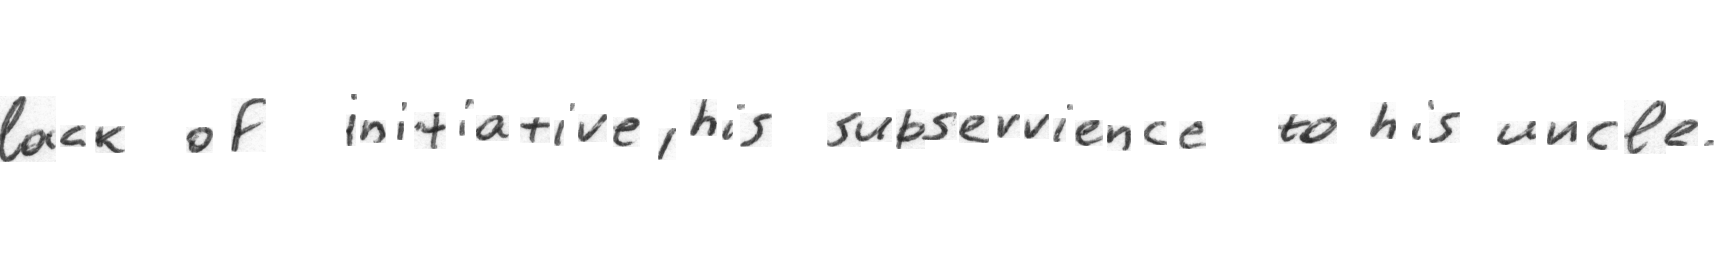 lack of initiative, his subservience to his uncle.